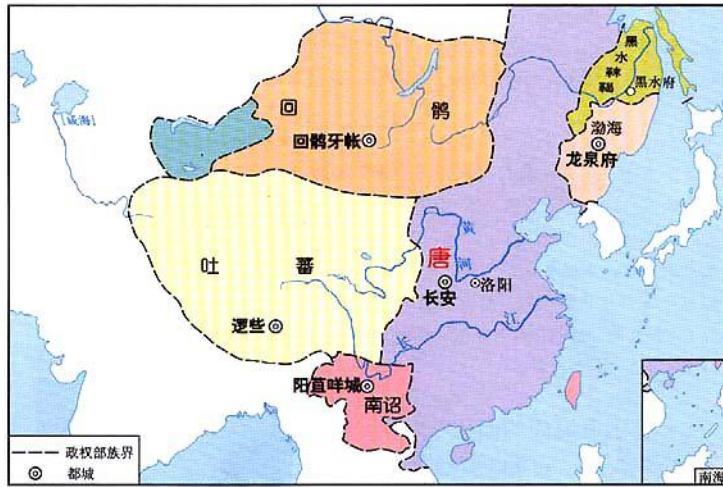 黑水靺鞨
黑水府
渤海
龙泉府
回鹘
回鹘牙帐
咸海
吐蕃
逻些
黄河
唐
长安
洛阳
长江
阳苴咩城
南诏
政权部族界
都城
南海